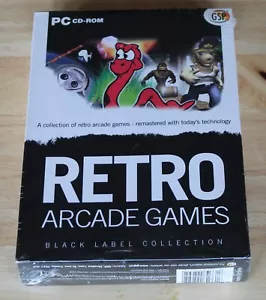 PC CD-ROM
GSP
A collection of retro arcade games - remastered with today's technology
RETRO
ARCADE GAMES
BLACK LABEL COLLECTION